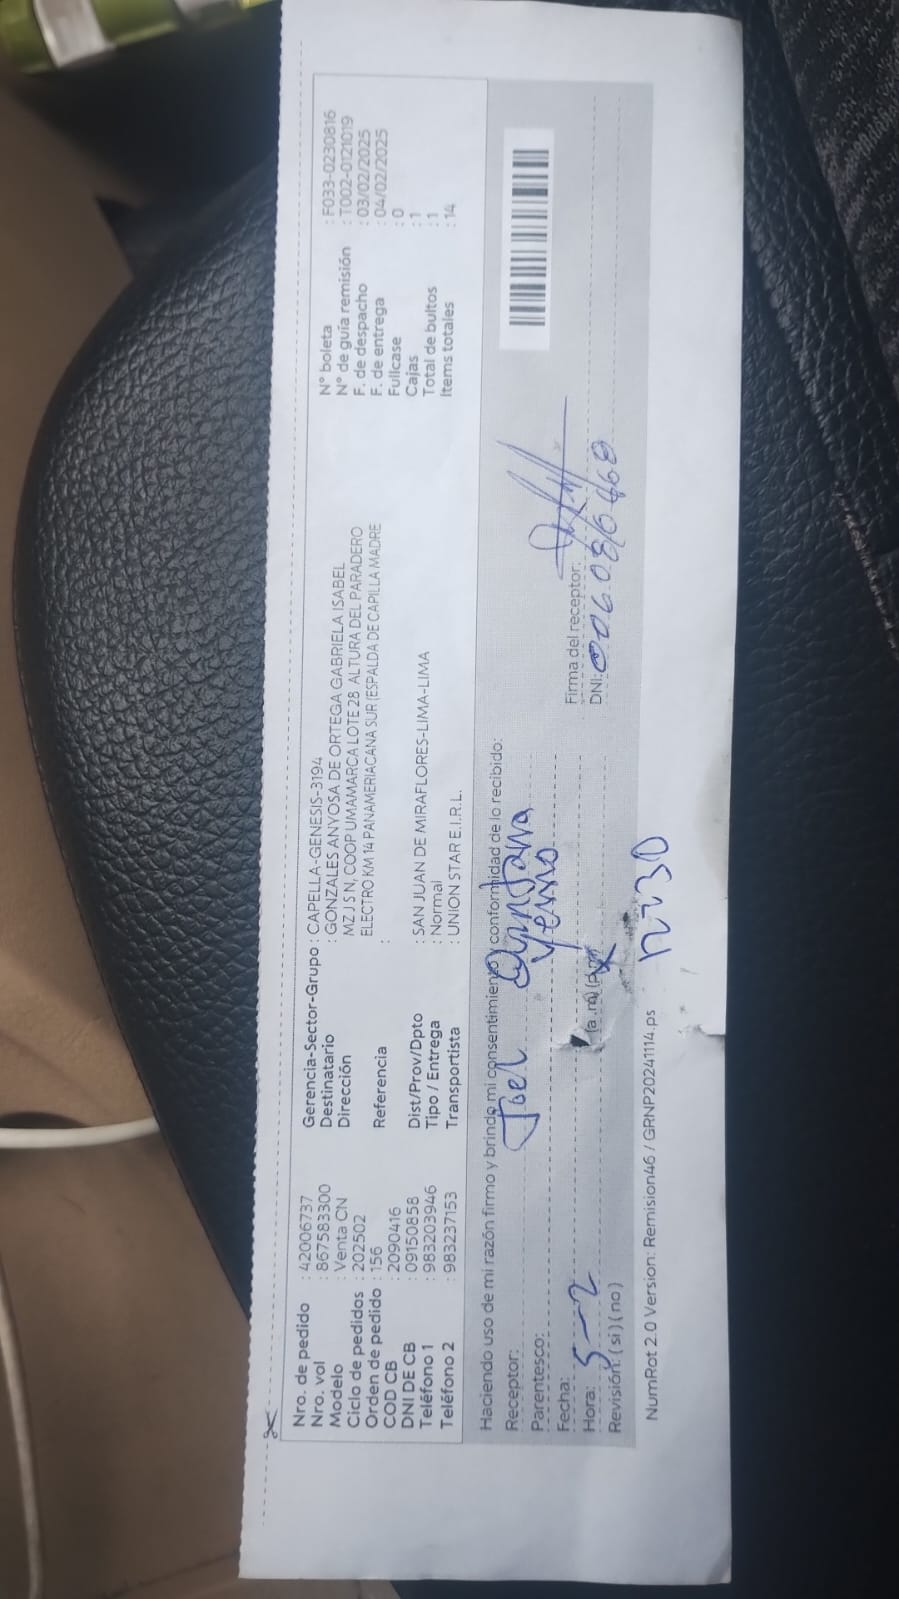 Nro. de pedido : 42006737
Nro. vol : 867583300
Modelo : Venta CN
Ciclo de pedidos : 202502
Orden de pedido : 156
COD CB : 2090416
DNI DE CB : 09150858
Teléfono 1 : 983203946
Teléfono 2 : 983237153
Gerencia-Sector-Grupo : CAPELLA-GENESIS-3194
Destinatario : GONZALES ANYOSA DE ORTEGA GABRIELA ISABEL
Dirección MZ J S N, COOP UMAMARCA LOTE 28 ALTURA DEL PARADERO
ELECTRO KM 14 PANAMERIACANA SUR (ESPALDA DE CAPILLA MADRE
Referencia :
Dist/Prov/Dpto : SAN JUAN DE MIRAFLORES-LIMA-LIMA
Tipo / Entrega : Normal
Transportista : UNION STAR E.I.R.L.
N° boleta : F033-0230816
N° de guía remisión : T002-0121019
F. de despacho : 03/02/2025
F. de entrega : 04/02/2025
Fullcase : 0
Cajas : 1
Total de bultos : 1
Items totales : 14
Haciendo uso de mi razón firmo y brindo mi consentimiento y conformidad de lo recibido:
Receptor: Joel
Parentesco: Yerno
Fecha:
Hora: 5-2 (a.m) (p.m)
Revisión: (si) (no)
Firma del receptor:
DNI:
NumRot 2.0 Version: Remision46 / GRNP20241114.ps